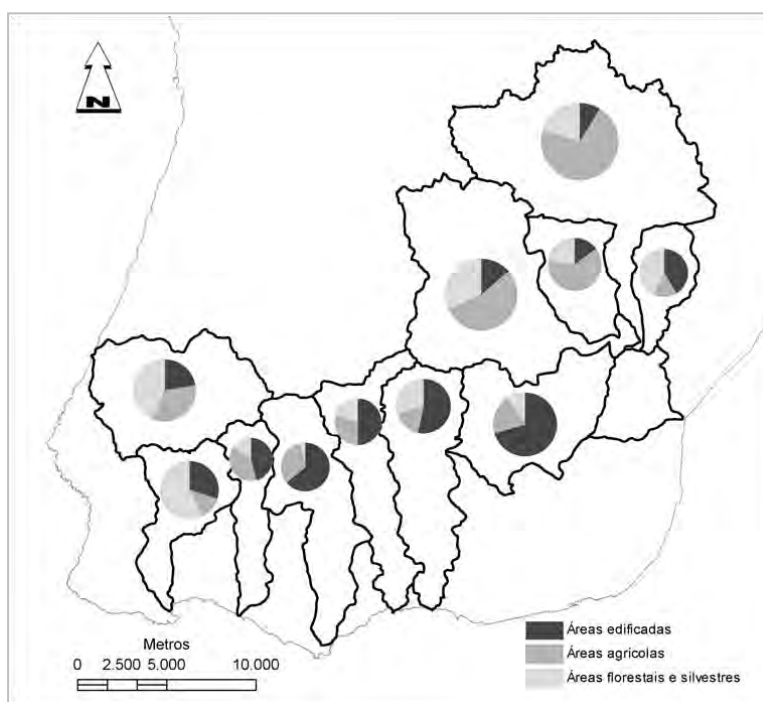 N
Metros
0 2.500 5.000 10.000
Áreas edificadas
Áreas agrícolas
Áreas florestais e silvestres